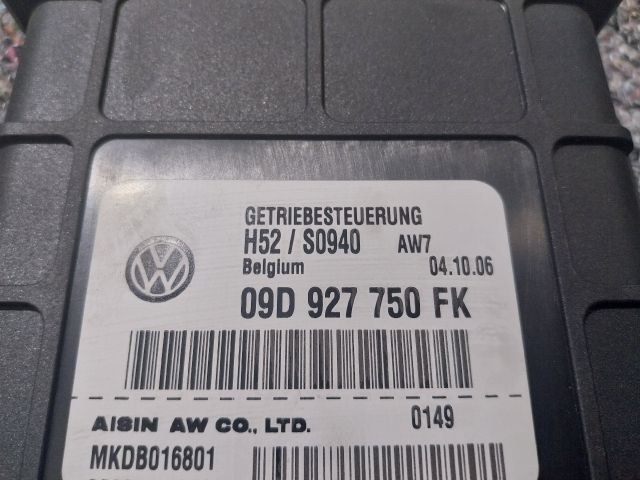 GETRIEBESTEUERUNG
H52 / S0940 AW7
Belgium 04.10.06
09D 927 750 FK
AISIN AW CO., LTD. 0149
MKDB016801